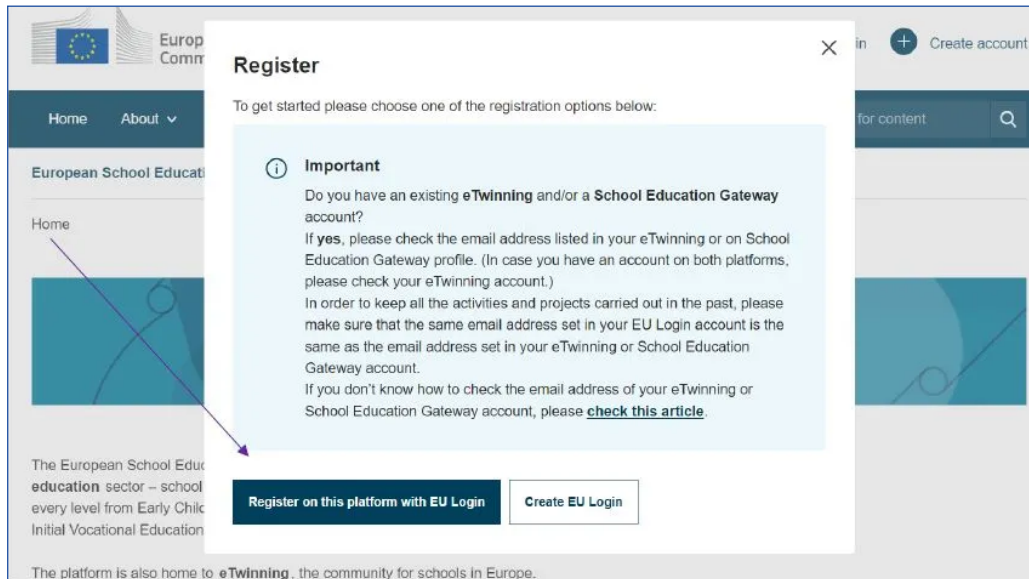 Europ
Comm
in
Create account
Register
To get started please choose one of the registration options below:
Home
About
for content
Important
Do you have an existing eTwinning and/or a School Education Gateway
account?
If yes, please check the email address listed in your eTwinning or on School
Education Gateway profile. (In case you have an account on both platforms,
please check your eTwinning account.)
In order to keep all the activities and projects carried out in the past, please
make sure that the same email address set in your EU Login account is the
same as the email address set in your eTwinning or School Education
Gateway account.
If you don't know how to check the email address of your eTwinning or
School Education Gateway account, please check this article.
European School Educati
Home
Register on this platform with EU Login
Create EU Login
The European School Educ
education sector – school
every level from Early Chilc
Initial Vocational Education
The platform is also home to eTwinning, the community for schools in Europe.